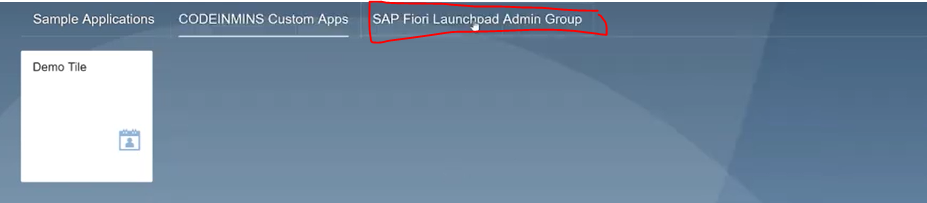 Sample Applications CODEINMINS Custom Apps SAP Fiori Launchpad Admin Group
Demo Tile